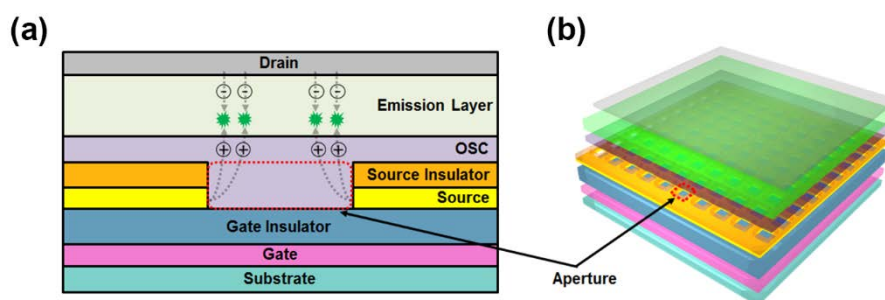 (a)
Drain
Emission Layer
OSC
Source Insulator
Source
Gate Insulator
Gate
Substrate
(b)
Aperture